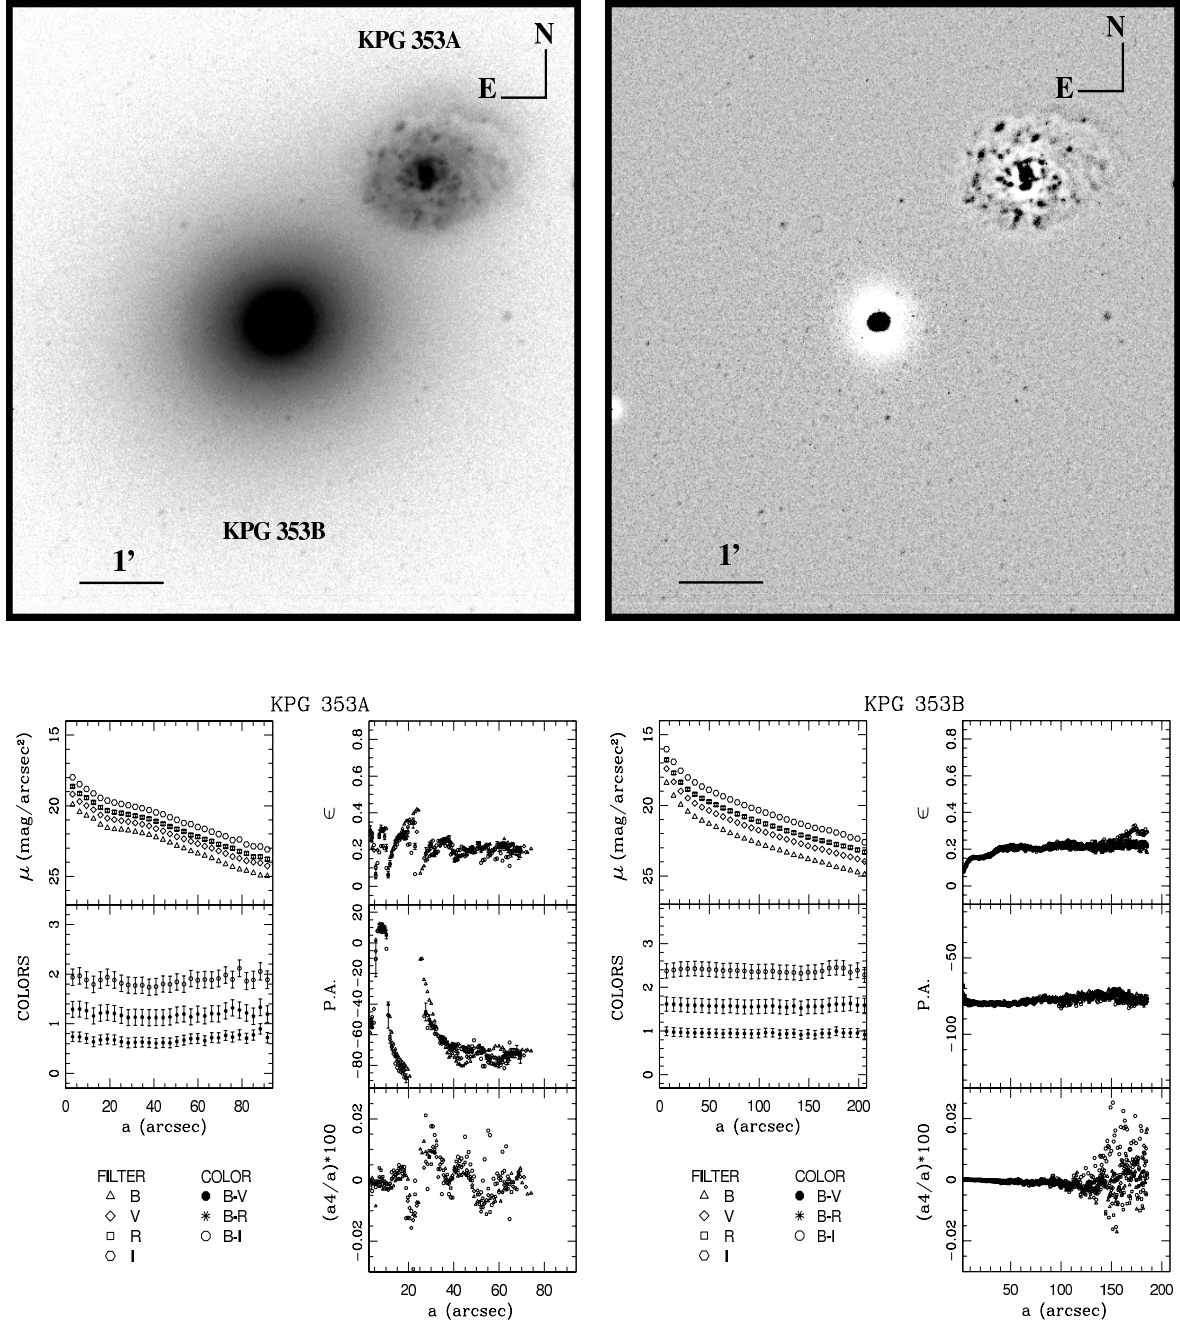 KPG 353A
N
E
KPG 353B
1’
N
E
1’
KPG 353A
μ (mag/arcsec²)
15
20
25
COLORS
3
2
1
0
0 20 40 60 80
a (arcsec)
ϵ
0.8
0.6
0.4
0.2
0
P.A.
20
0
−20
−40
−60
−80
(a4/a)*100
0.02
0
−0.02
20 40 60 80
a (arcsec)
FILTER COLOR
△ B ● B-V
◇ V ✳ B-R
□ R ○ B-I
○ I
KPG 353B
μ (mag/arcsec²)
15
20
25
COLORS
3
2
1
0
0 50 100 150 200
a (arcsec)
ϵ
0.8
0.6
0.4
0.2
0
P.A.
−50
−100
(a4/a)*100
0.02
0
−0.02
50 100 150 200
a (arcsec)
FILTER COLOR
△ B ● B-V
◇ V ✳ B-R
□ R ○ B-I
○ I